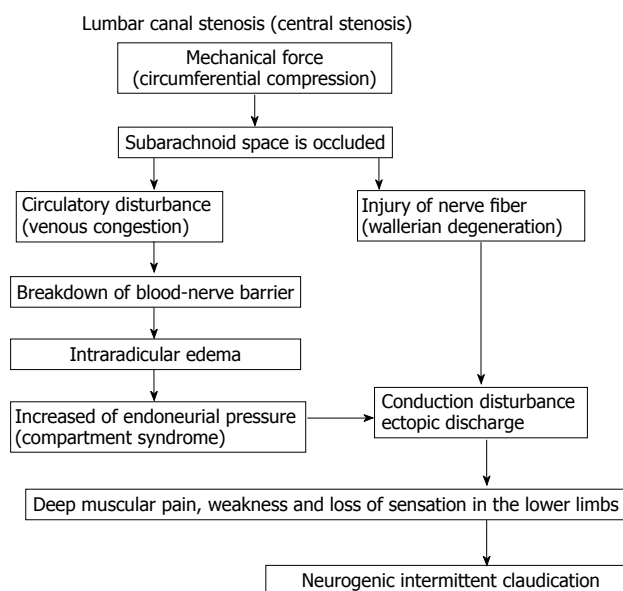 Lumbar canal stenosis (central stenosis)
Mechanical force
(circumferential compression)
Subarachnoid space is occluded
Circulatory disturbance
(venous congestion)
Injury of nerve fiber
(wallerian degeneration)
Breakdown of blood-nerve barrier
Intraradicular edema
Increased of endoneurial pressure
(compartment syndrome)
Conduction disturbance
ectopic discharge
Deep muscular pain, weakness and loss of sensation in the lower limbs
Neurogenic intermittent claudication